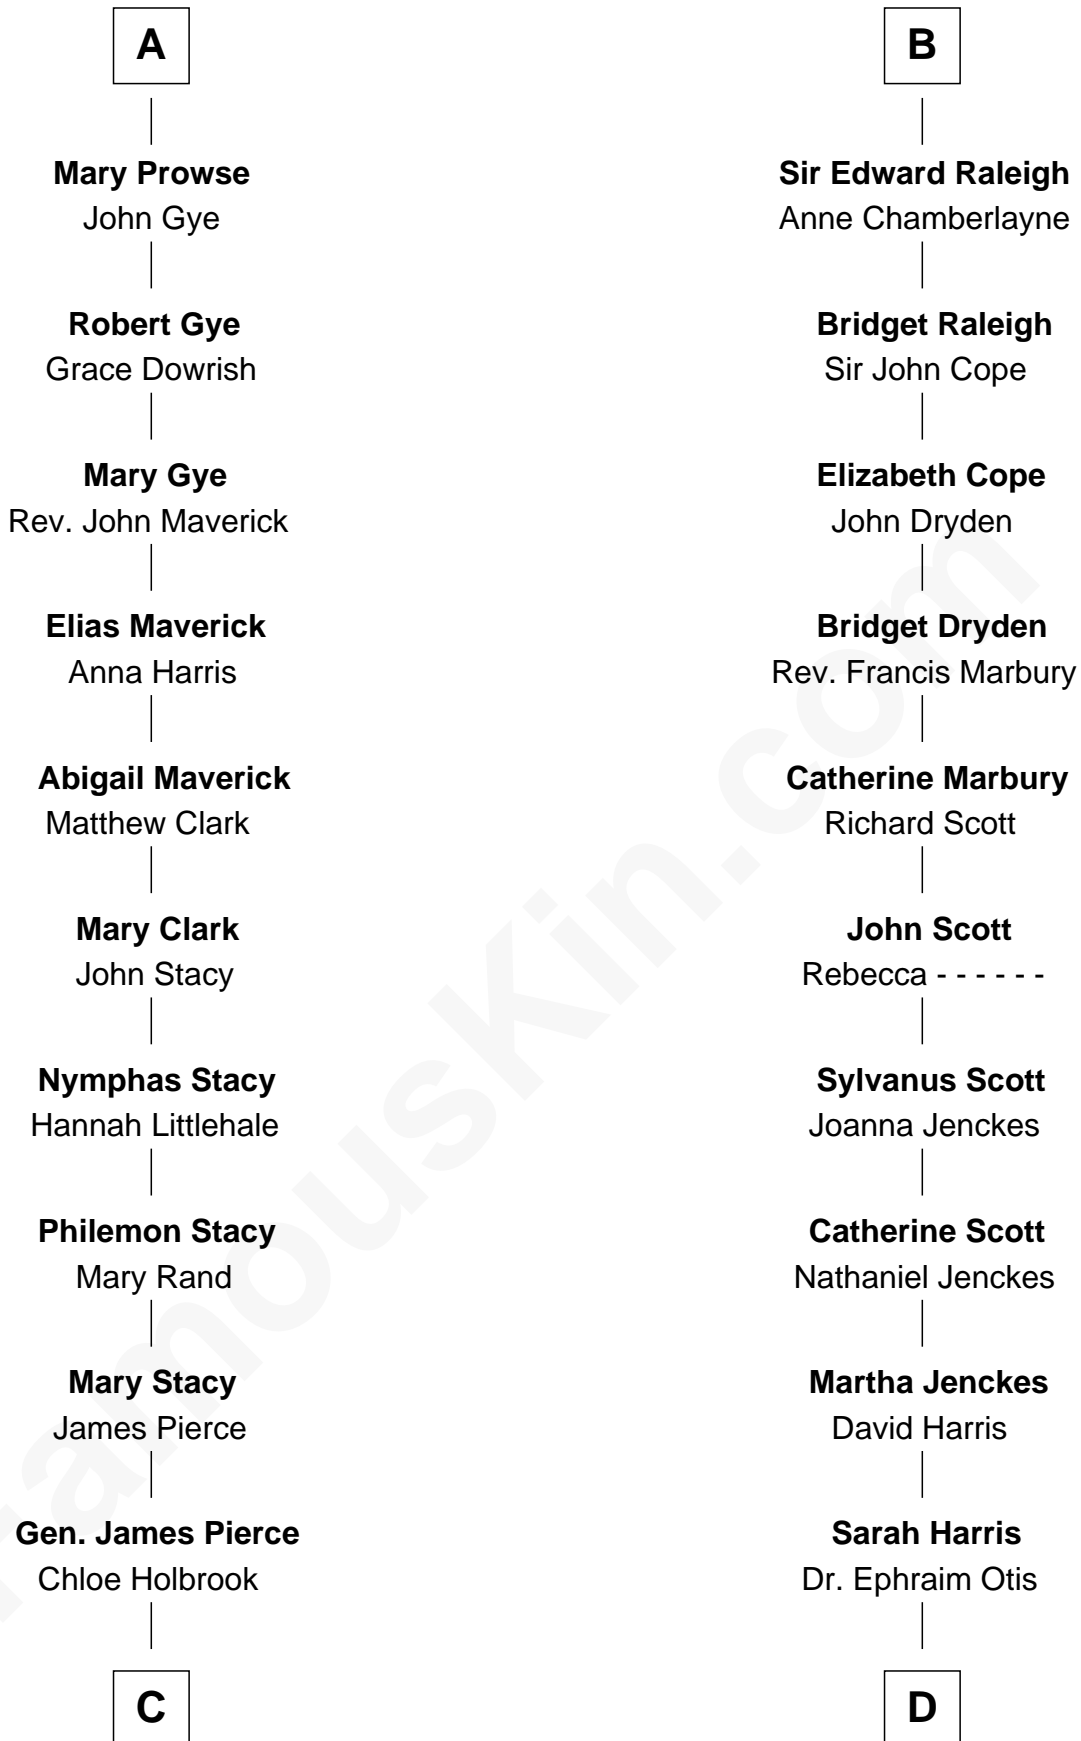 A
Mary Prowse
John Gye
Robert Gye
Grace Dowrish
Mary Gye
Rev. John Maverick
Elias Maverick
Anna Harris
Abigail Maverick
Matthew Clark
Mary Clark
John Stacy
Nymphas Stacy
Hannah Littlehale
Philemon Stacy
Mary Rand
Mary Stacy
James Pierce
Gen. James Pierce
Chloe Holbrook
C
B
Sir Edward Raleigh
Anne Chamberlayne
Bridget Raleigh
Sir John Cope
Elizabeth Cope
John Dryden
Bridget Dryden
Rev. Francis Marbury
Catherine Marbury
Richard Scott
John Scott
Rebecca - - - - - -
Sylvanus Scott
Joanna Jenckes
Catherine Scott
Nathaniel Jenckes
Martha Jenckes
David Harris
Sarah Harris
Dr. Ephraim Otis
D
FamousKin.com